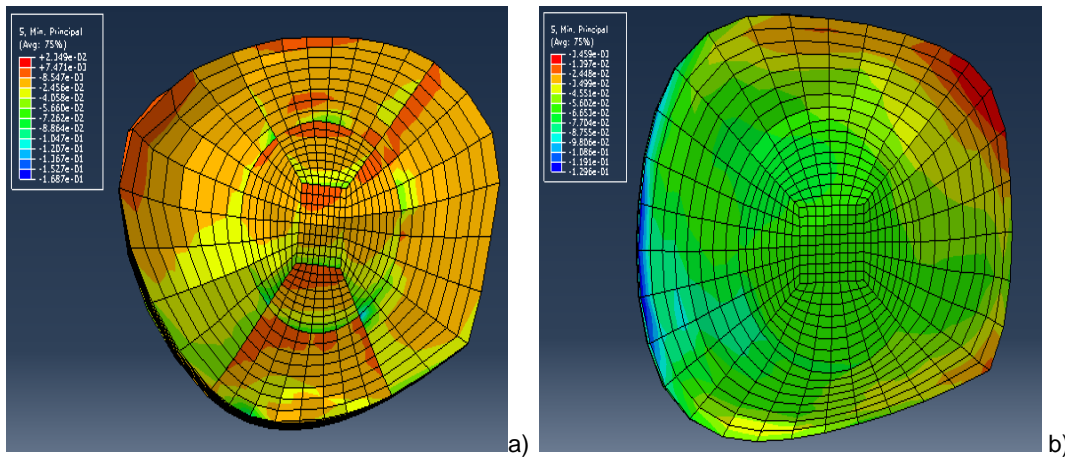 S, Min. Principal
(Avg: 75%)
+2.349e-02
+7.471e-03
-8.547e-03
-2.456e-02
-4.058e-02
-5.660e-02
-7.262e-02
-8.864e-02
-1.047e-01
-1.207e-01
-1.367e-01
-1.527e-01
-1.687e-01
a)
S, Min. Principal
(Avg: 75%)
-3.459e-03
-1.397e-02
-2.448e-02
-3.499e-02
-4.551e-02
-5.602e-02
-6.653e-02
-7.704e-02
-8.755e-02
-9.806e-02
-1.086e-01
-1.191e-01
-1.296e-01
b)